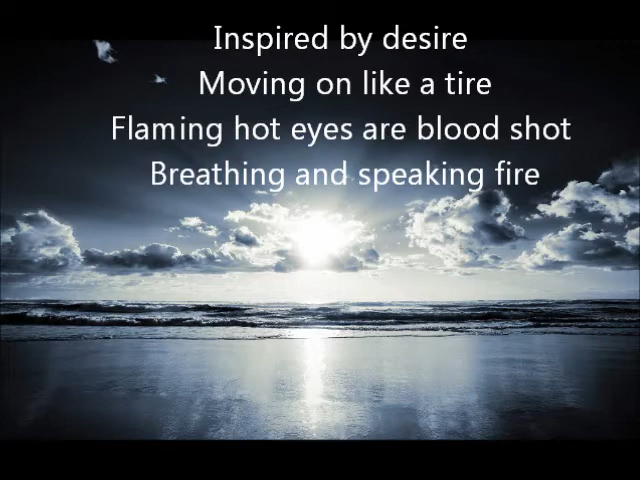 Inspired by desire
Moving on like a tire
Flaming hot eyes are blood shot
Breathing and speaking fire